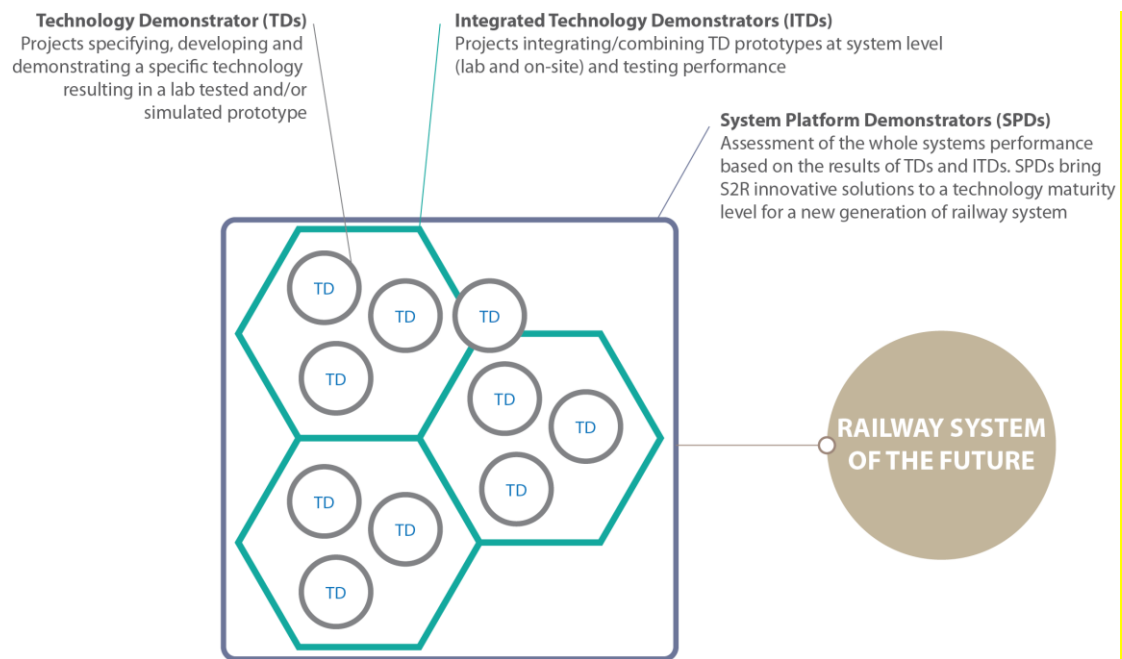 Technology Demonstrator (TDs)
Projects specifying, developing and
demonstrating a specific technology
resulting in a lab tested and/or
simulated prototype
Integrated Technology Demonstrators (ITDs)
Projects integrating/combining TD prototypes at system level
(lab and on-site) and testing performance
System Platform Demonstrators (SPDs)
Assessment of the whole systems performance
based on the results of TDs and ITDs. SPDs bring
S2R innovative solutions to a technology maturity
level for a new generation of railway system
TD
TD
TD
TD
TD
TD
TD
TD
TD
TD
RAILWAY SYSTEM
OF THE FUTURE